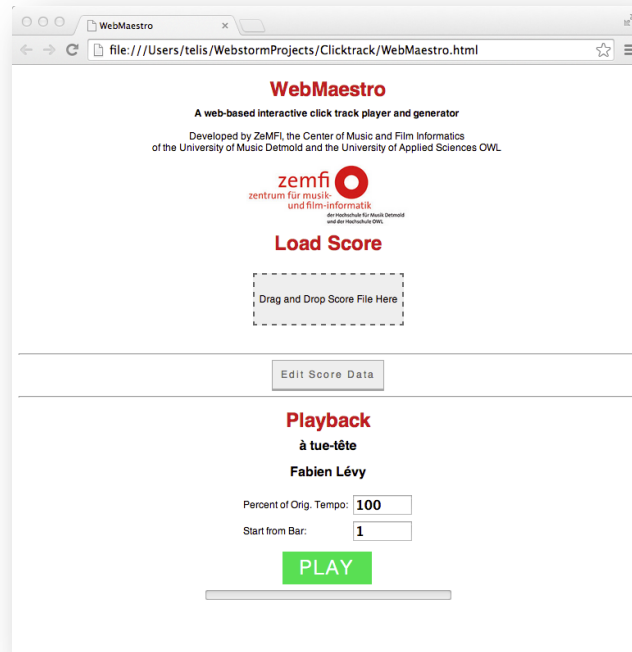 WebMaestro
file:///Users/telis/WebstormProjects/Clicktrack/WebMaestro.html
WebMaestro
A web-based interactive click track player and generator
Developed by ZeMFI, the Center of Music and Film Informatics
of the University of Music Detmold and the University of Applied Sciences OWL
zemfi
zentrum für musik-
und film-informatik
der Hochschule für Musik Detmold
und der Hochschule OWL
Load Score
Drag and Drop Score File Here
Edit Score Data
Playback
à tue-tête
Fabien Lévy
Percent of Orig. Tempo: 100
Start from Bar: 1
PLAY